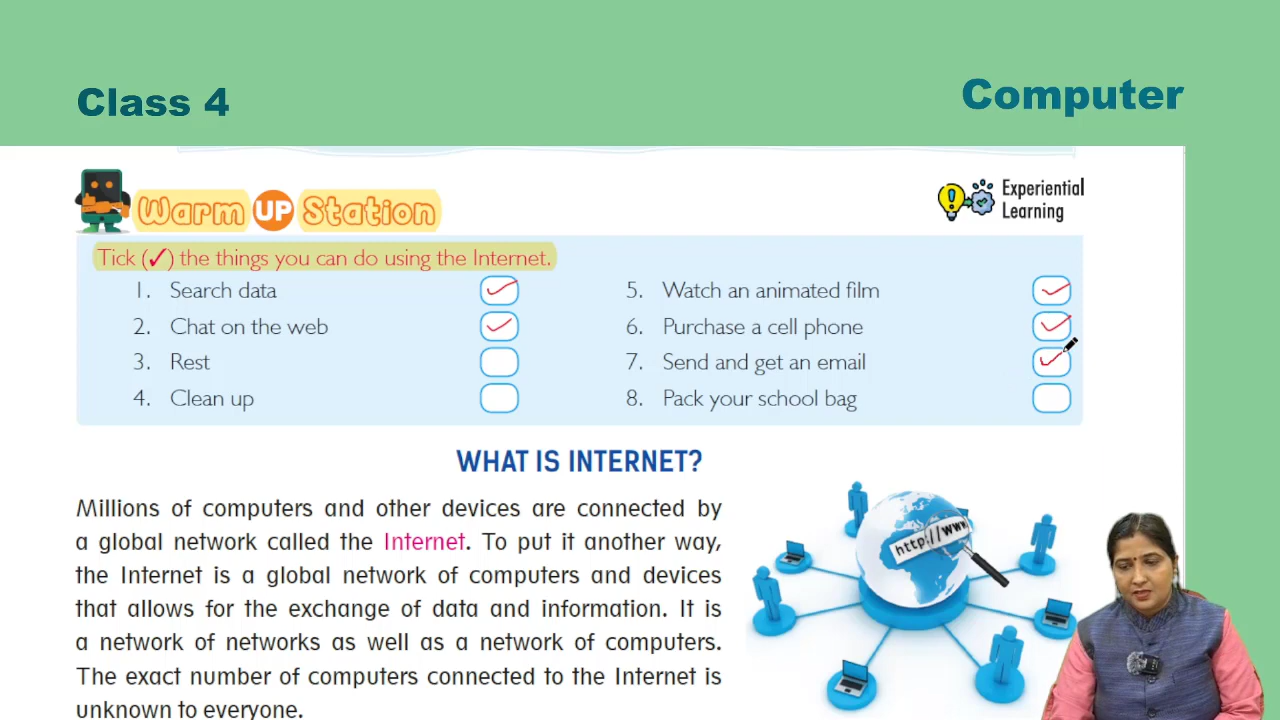 Class 4
Computer
Warm UP Station
Experiential
Learning
Tick (✓) the things you can do using the Internet.
1. Search data
2. Chat on the web
3. Rest
4. Clean up
5. Watch an animated film
6. Purchase a cell phone
7. Send and get an email
8. Pack your school bag
WHAT IS INTERNET?
Millions of computers and other devices are connected by
a global network called the Internet. To put it another way,
the Internet is a global network of computers and devices
that allows for the exchange of data and information. It is
a network of networks as well as a network of computers.
The exact number of computers connected to the Internet is
unknown to everyone.
http://www